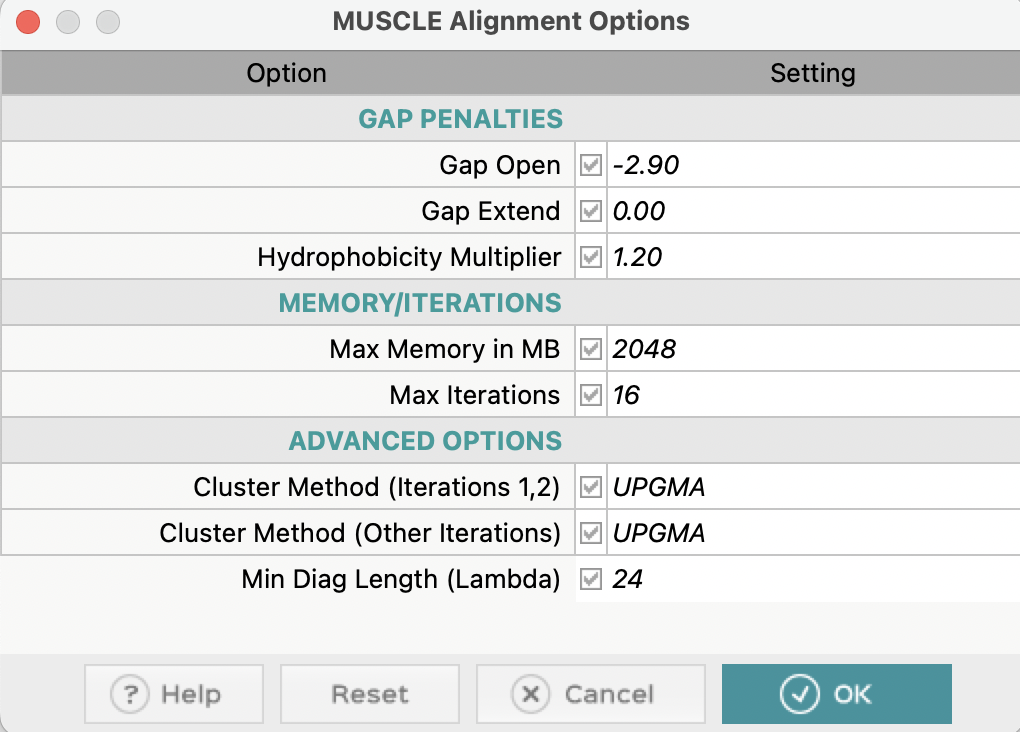 MUSCLE Alignment Options
Option Setting
GAP PENALTIES
Gap Open -2.90
Gap Extend 0.00
Hydrophobicity Multiplier 1.20
MEMORY/ITERATIONS
Max Memory in MB 2048
Max Iterations 16
ADVANCED OPTIONS
Cluster Method (Iterations 1,2) UPGMA
Cluster Method (Other Iterations) UPGMA
Min Diag Length (Lambda) 24
? Help Reset Cancel OK